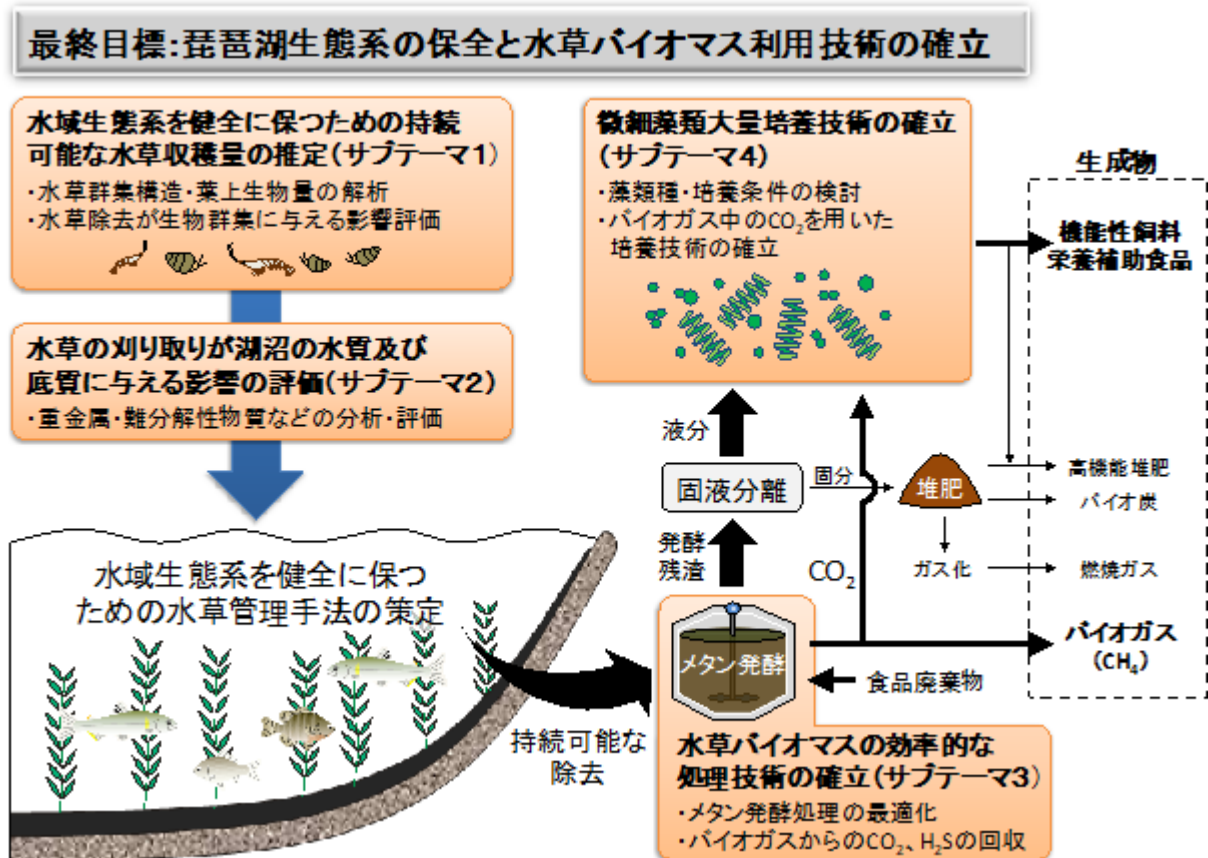 最終目標:琵琶湖生態系の保全と水草バイオマス利用技術の確立
水域生態系を健全に保つための持続
可能な水草収穫量の推定(サブテーマ1)
・水草群集構造・葉上生物量の解析
・水草除去が生物群集に与える影響評価
水草の刈り取りが湖沼の水質及び
底質に与える影響の評価(サブテーマ2)
・重金属・難分解性物質などの分析・評価
水域生態系を健全に保つ
ための水草管理手法の策定
持続可能な
除去
微細藻類大量培養技術の確立
(サブテーマ4)
・藻類種・培養条件の検討
・バイオガス中のCO₂を用いた
培養技術の確立
液分
固液分離
固分
堆肥
発酵
残渣
CO₂
ガス化
メタン発酵
食品廃棄物
水草バイオマスの効率的な
処理技術の確立(サブテーマ3)
・メタン発酵処理の最適化
・バイオガスからのCO₂、H₂Sの回収
生成物
機能性飼料
栄養補助食品
高機能堆肥
バイオ炭
燃焼ガス
バイオガス
(CH₄)